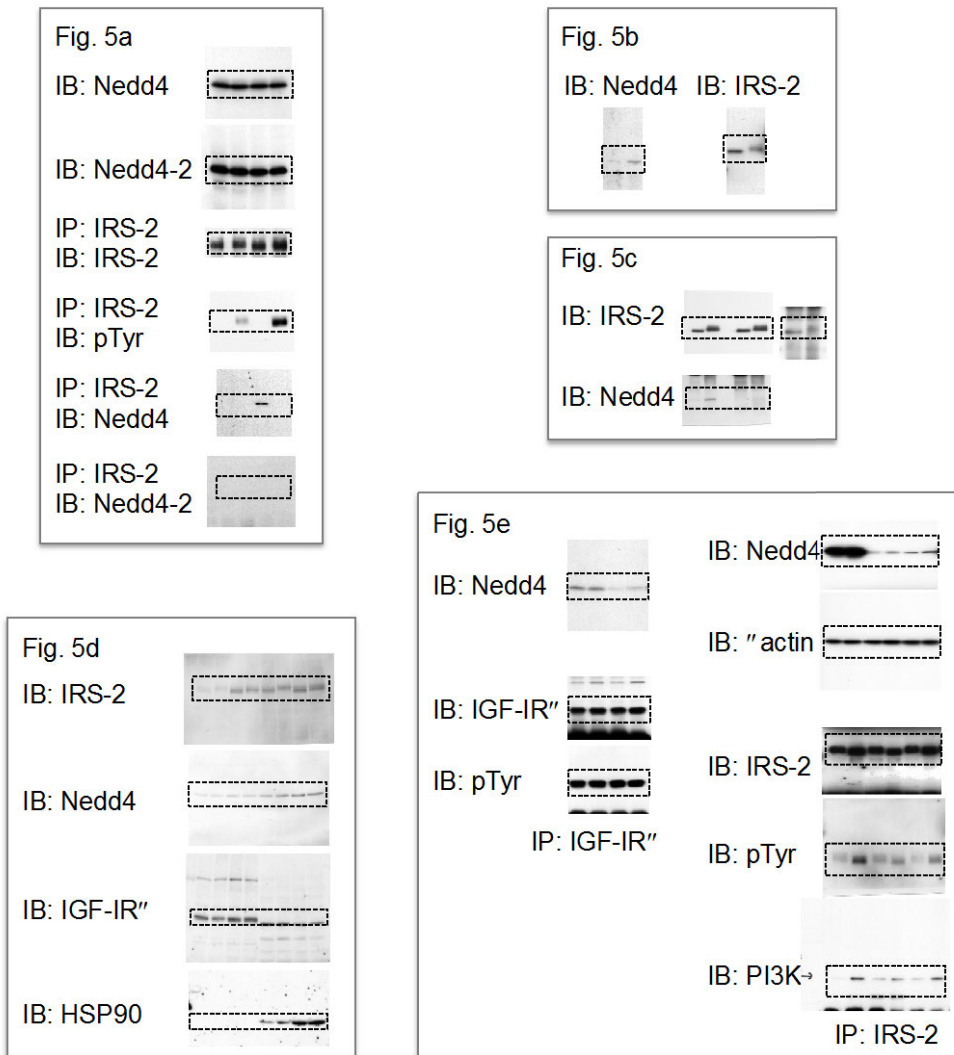 Fig. 5a
IB: Nedd4
IB: Nedd4-2
IP: IRS-2
IB: IRS-2
IP: IRS-2
IB: pTyr
IP: IRS-2
IB: Nedd4
IP: IRS-2
IB: Nedd4-2
Fig. 5b
IB: Nedd4 IB: IRS-2
Fig. 5c
IB: IRS-2
IB: Nedd4
Fig. 5d
IB: IRS-2
IB: Nedd4
IB: IGF-IR″
IB: HSP90
Fig. 5e
IB: Nedd4
IB: IGF-IR″
IB: pTyr
IP: IGF-IR″
IB: Nedd4
IB: ″actin
IB: IRS-2
IB: pTyr
IB: PI3K→
IP: IRS-2